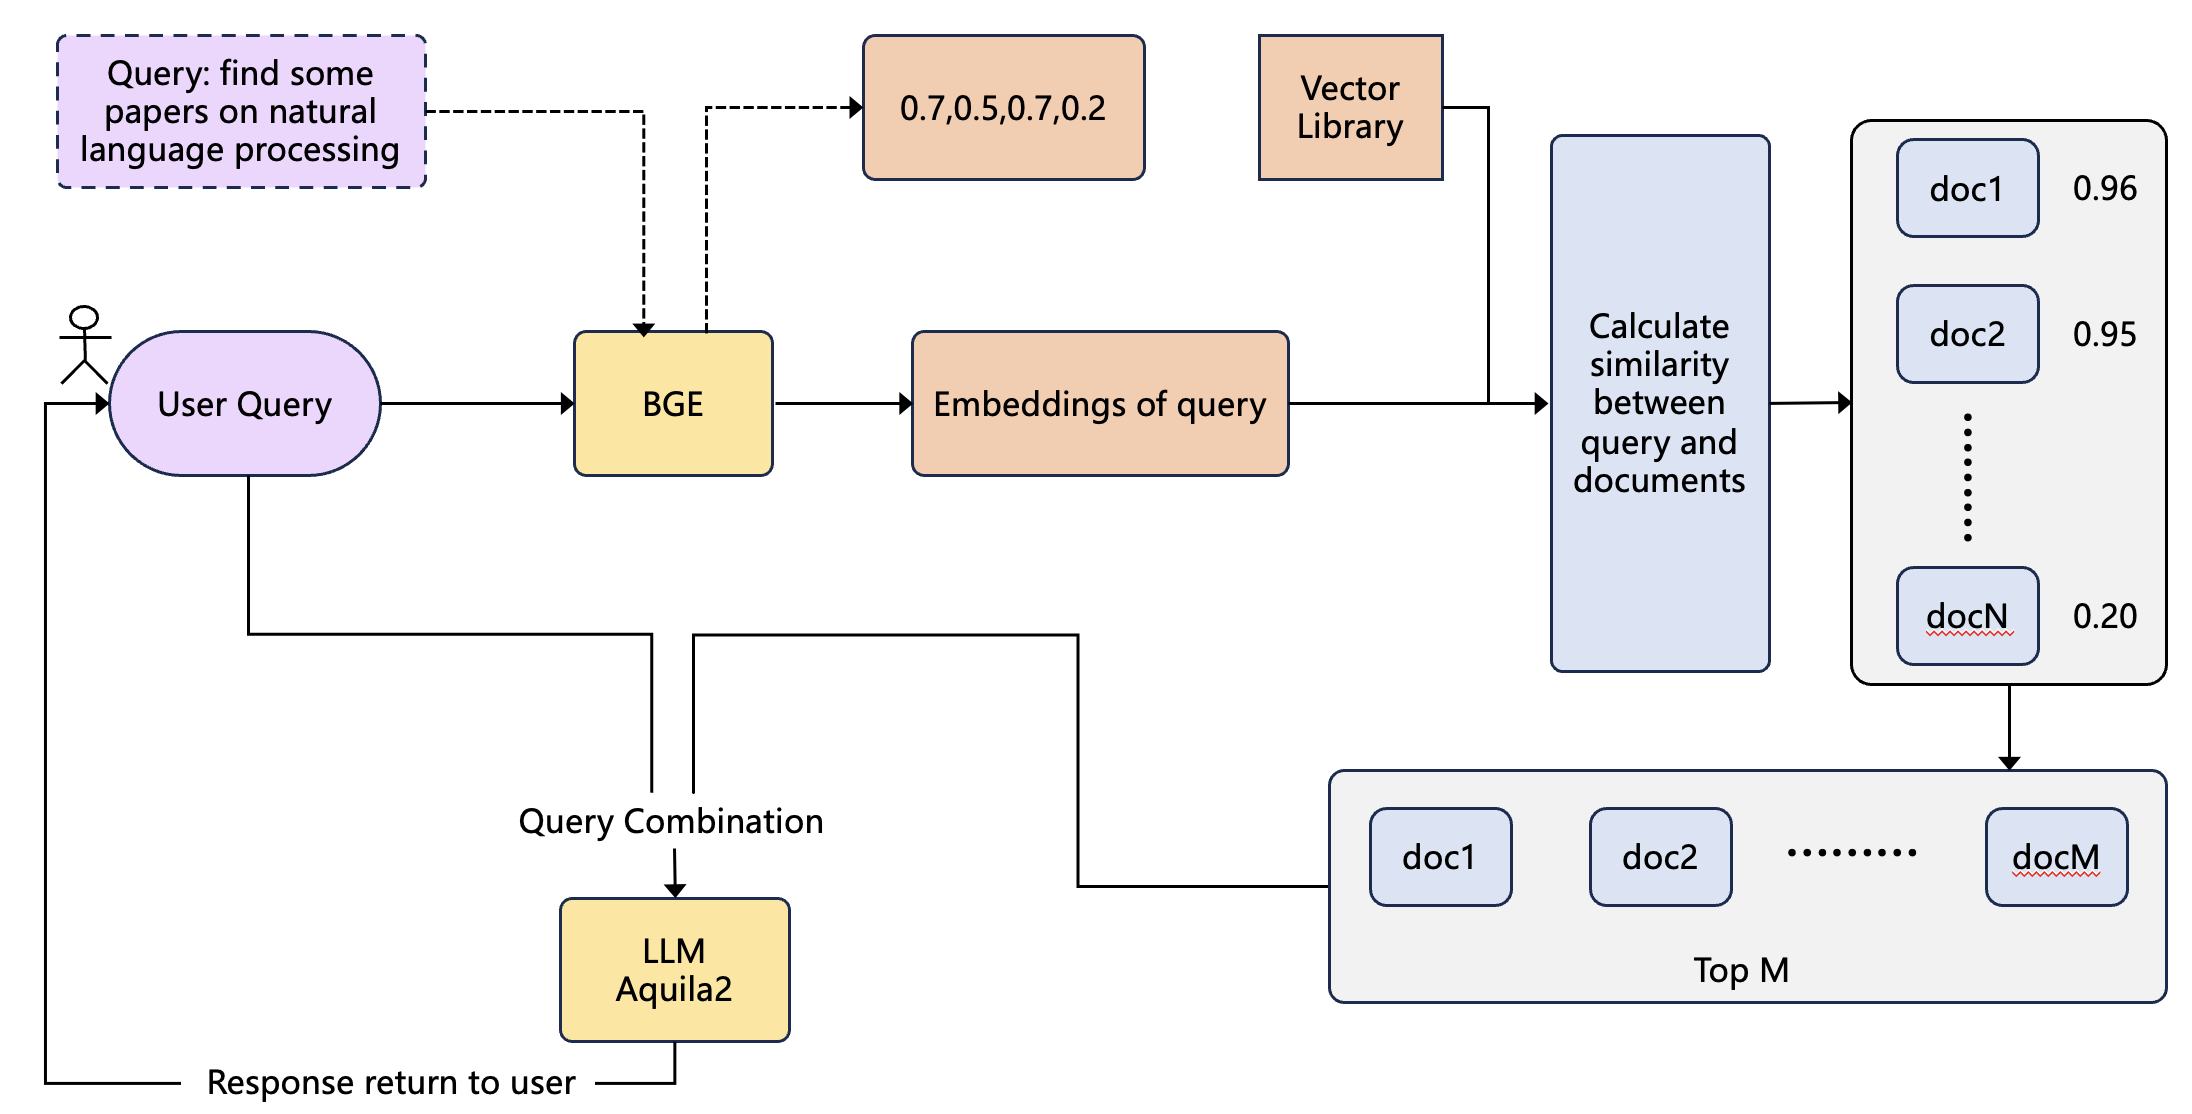 Query: find some
papers on natural
language processing
0.7,0.5,0.7,0.2
Vector
Library
doc1 0.96
doc2 0.95
docN 0.20
User Query
BGE
Embeddings of query
Calculate
similarity
between
query and
documents
Query Combination
LLM
Aquila2
Response return to user
doc1
doc2
docM
Top M